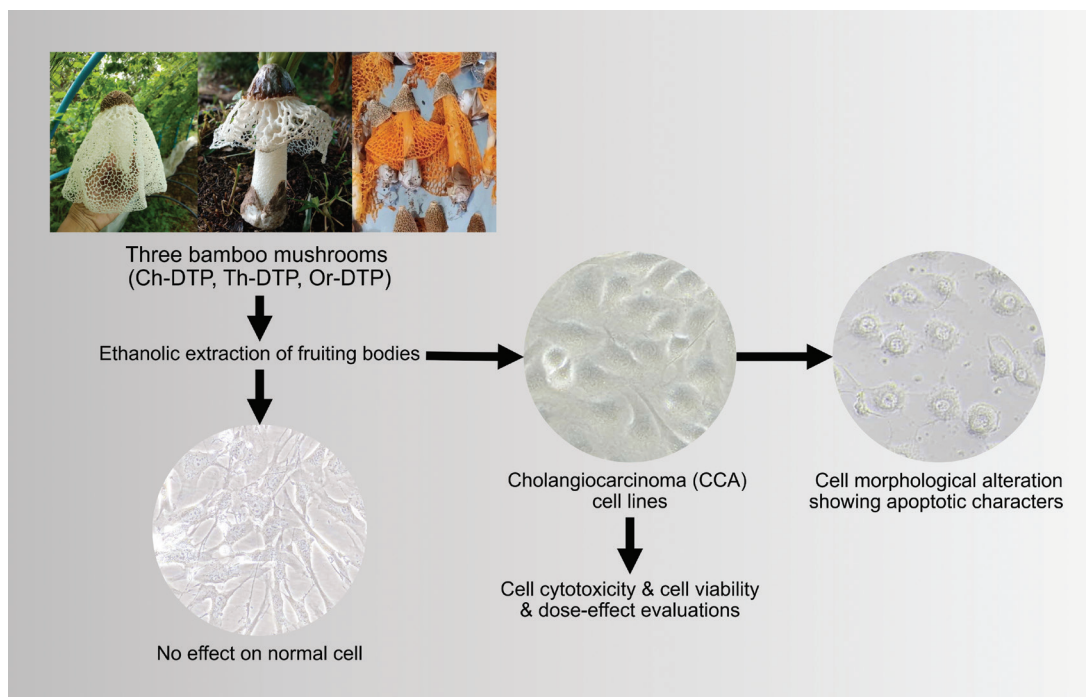 Three bamboo mushrooms
(Ch-DTP, Th-DTP, Or-DTP)
Ethanolic extraction of fruiting bodies
No effect on normal cell
Cholangiocarcinoma (CCA)
cell lines
Cell cytotoxicity & cell viability
& dose-effect evaluations
Cell morphological alteration
showing apoptotic characters